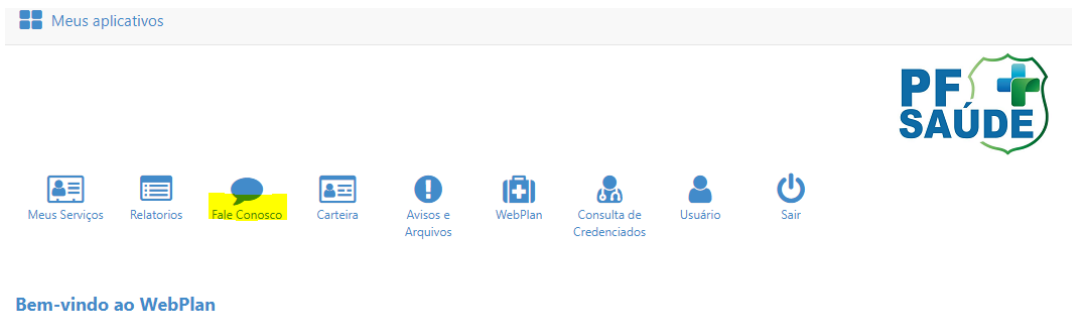 Meus aplicativos
PF
SAÚDE
Meus Serviços
Relatorios
Fale Conosco
Carteira
Avisos e
Arquivos
WebPlan
Consulta de
Credenciados
Usuário
Sair
Bem-vindo ao WebPlan